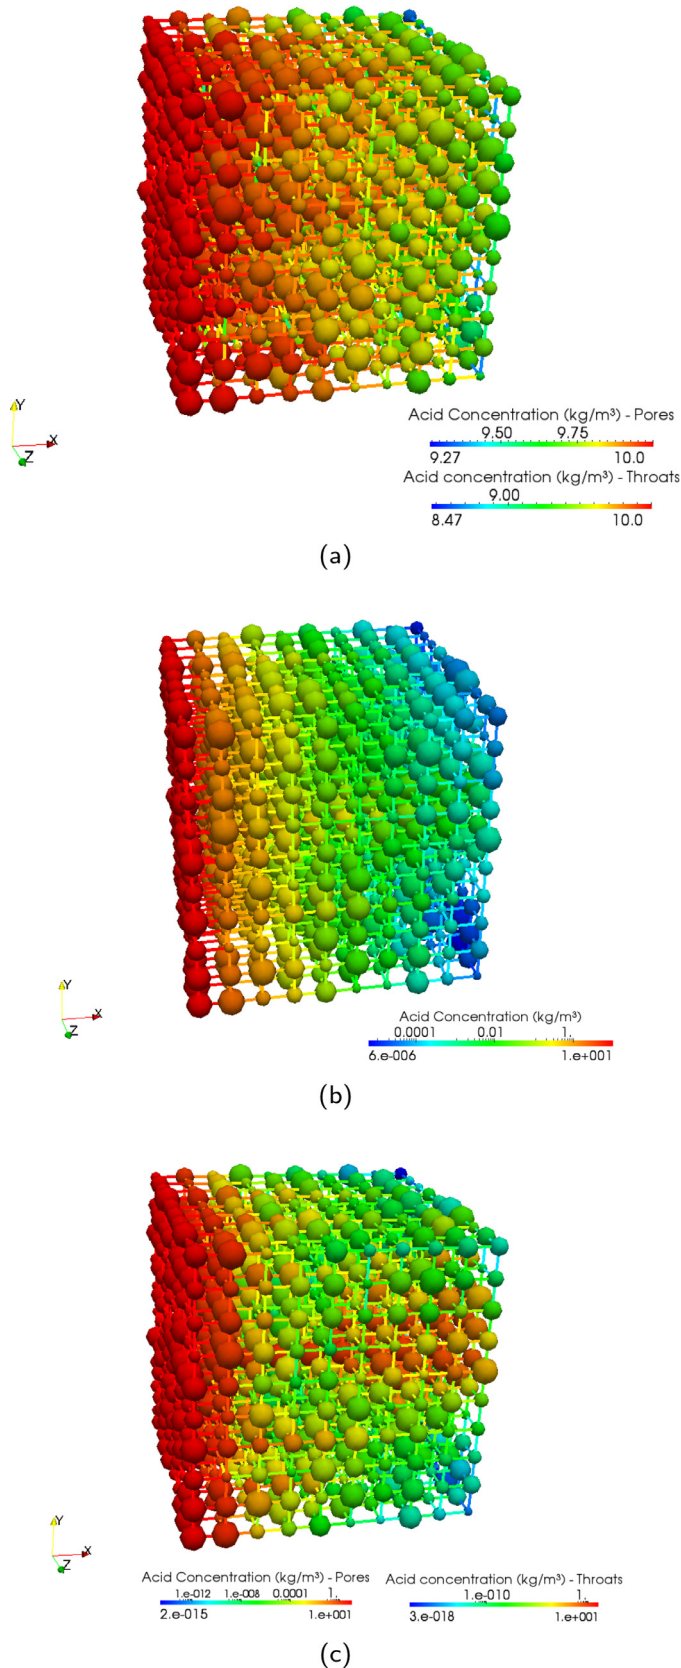 Y
X
Z
Acid Concentration (kg/m³) - Pores
9.50 9.75
9.27 10.0
Acid concentration (kg/m³) - Throats
9.00
8.47 10.0
(a)
Y
X
Z
Acid Concentration (kg/m³)
0.0001 0.01 1.
6.e-006 1.e+001
(b)
Y
X
Z
Acid Concentration (kg/m³) - Pores
1.e-012 1.e-008 0.0001 1.
2.e-015 1.e+001
Acid concentration (kg/m³) - Throats
1.e-010 1.
3.e-018 1.e+001
(c)